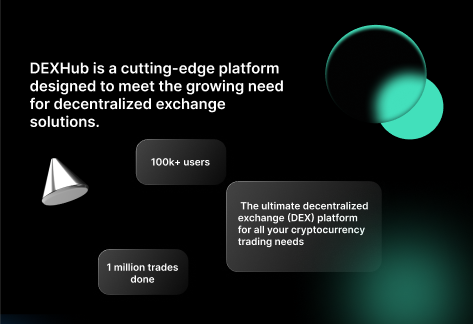 DEXHub is a cutting-edge platform
designed to meet the growing need
for decentralized exchange
solutions.
100k+ users
The ultimate decentralized
exchange (DEX) platform
for all your cryptocurrency
trading needs
1 million trades
done